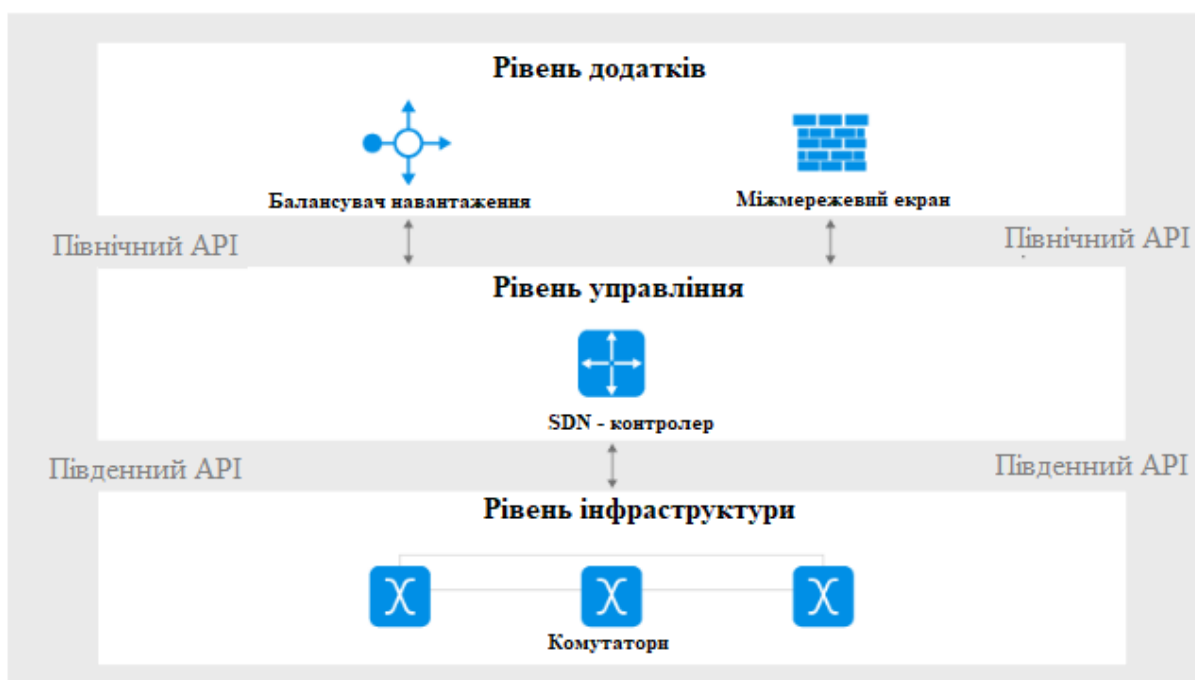 Рівень додатків
Балансувач навантаження
Міжмережевий екран
Північний API
Північний API
Рівень управління
SDN - контролер
Південний API
Південний API
Рівень інфраструктури
Комутатори